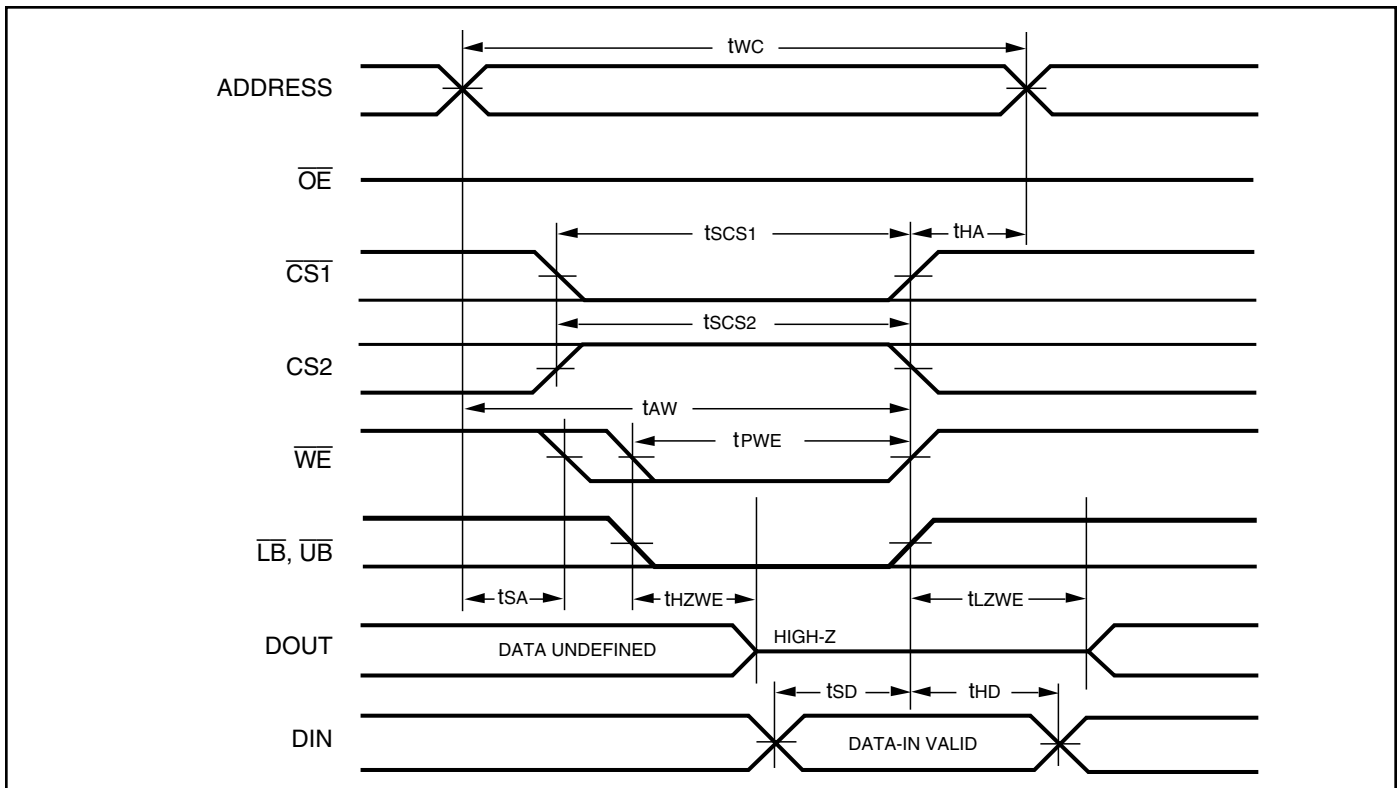 tWC
ADDRESS
OE
tSCS1
tHA
CS1
tSCS2
CS2
tAW
tPWE
WE
LB, UB
tSA
tHZWE
tLZWE
DOUT
DATA UNDEFINED
HIGH-Z
tSD
tHD
DIN
DATA-IN VALID